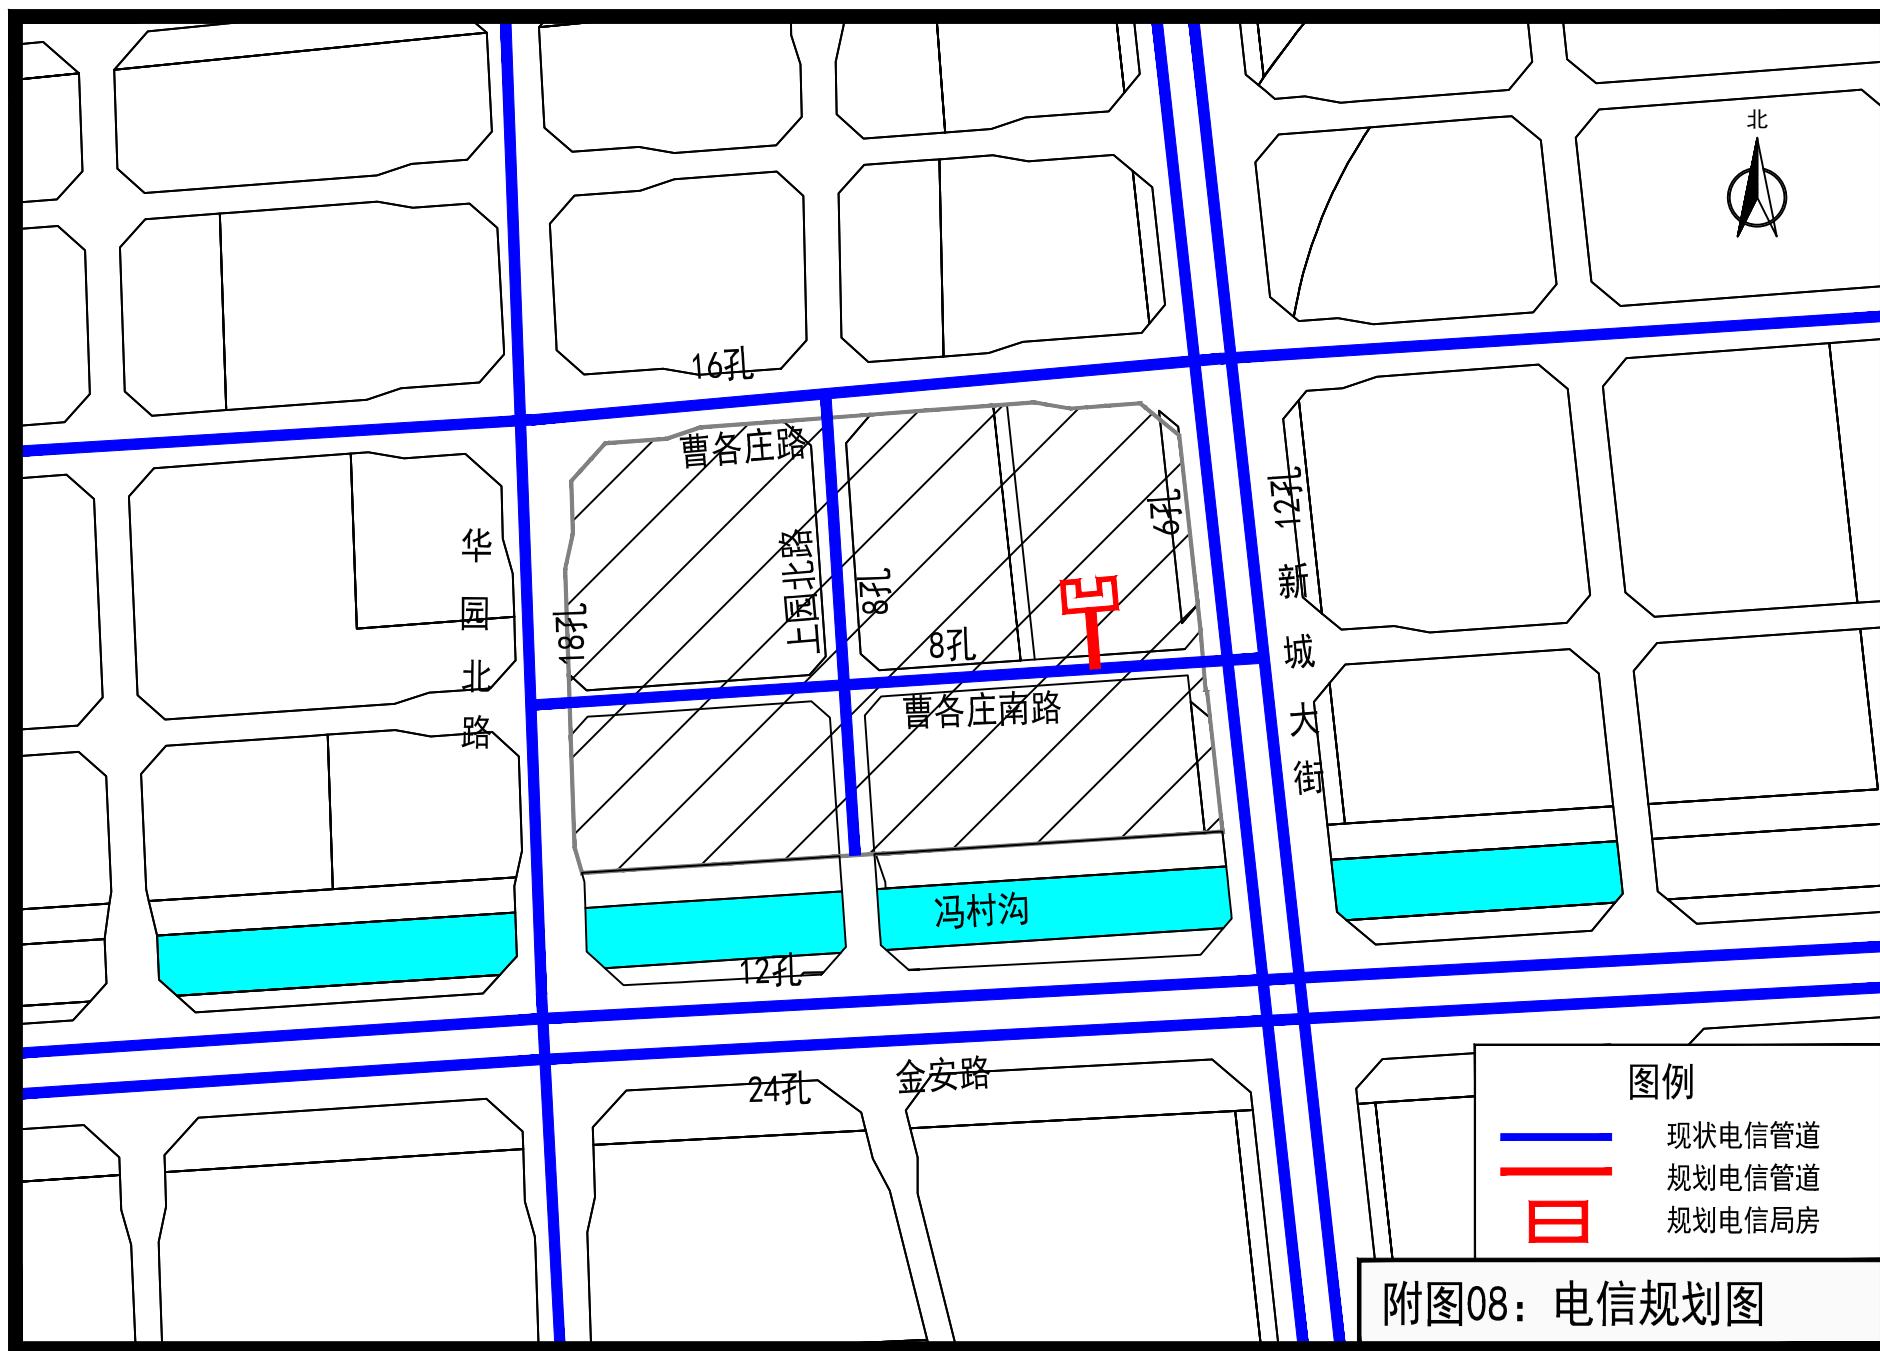 北
16孔
曹各庄路
12孔
9孔
华园北路
新城大街
上园北路
8孔
18孔
8孔
曹各庄南路
冯村沟
12孔
24孔
金安路
图例
现状电信管道
规划电信管道
规划电信局房
附图08：电信规划图